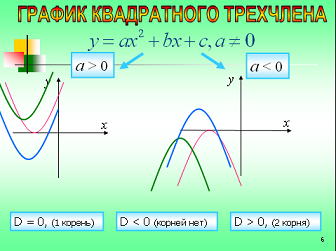 ГРАФИК КВАДРАТНОГО ТРЕХЧЛЕНА
y = ax² + bx + c, a ≠ 0
a > 0
a < 0
y
y
x
x
D = 0, (1 корень)
D < 0 (корней нет)
D > 0, (2 корня)
6